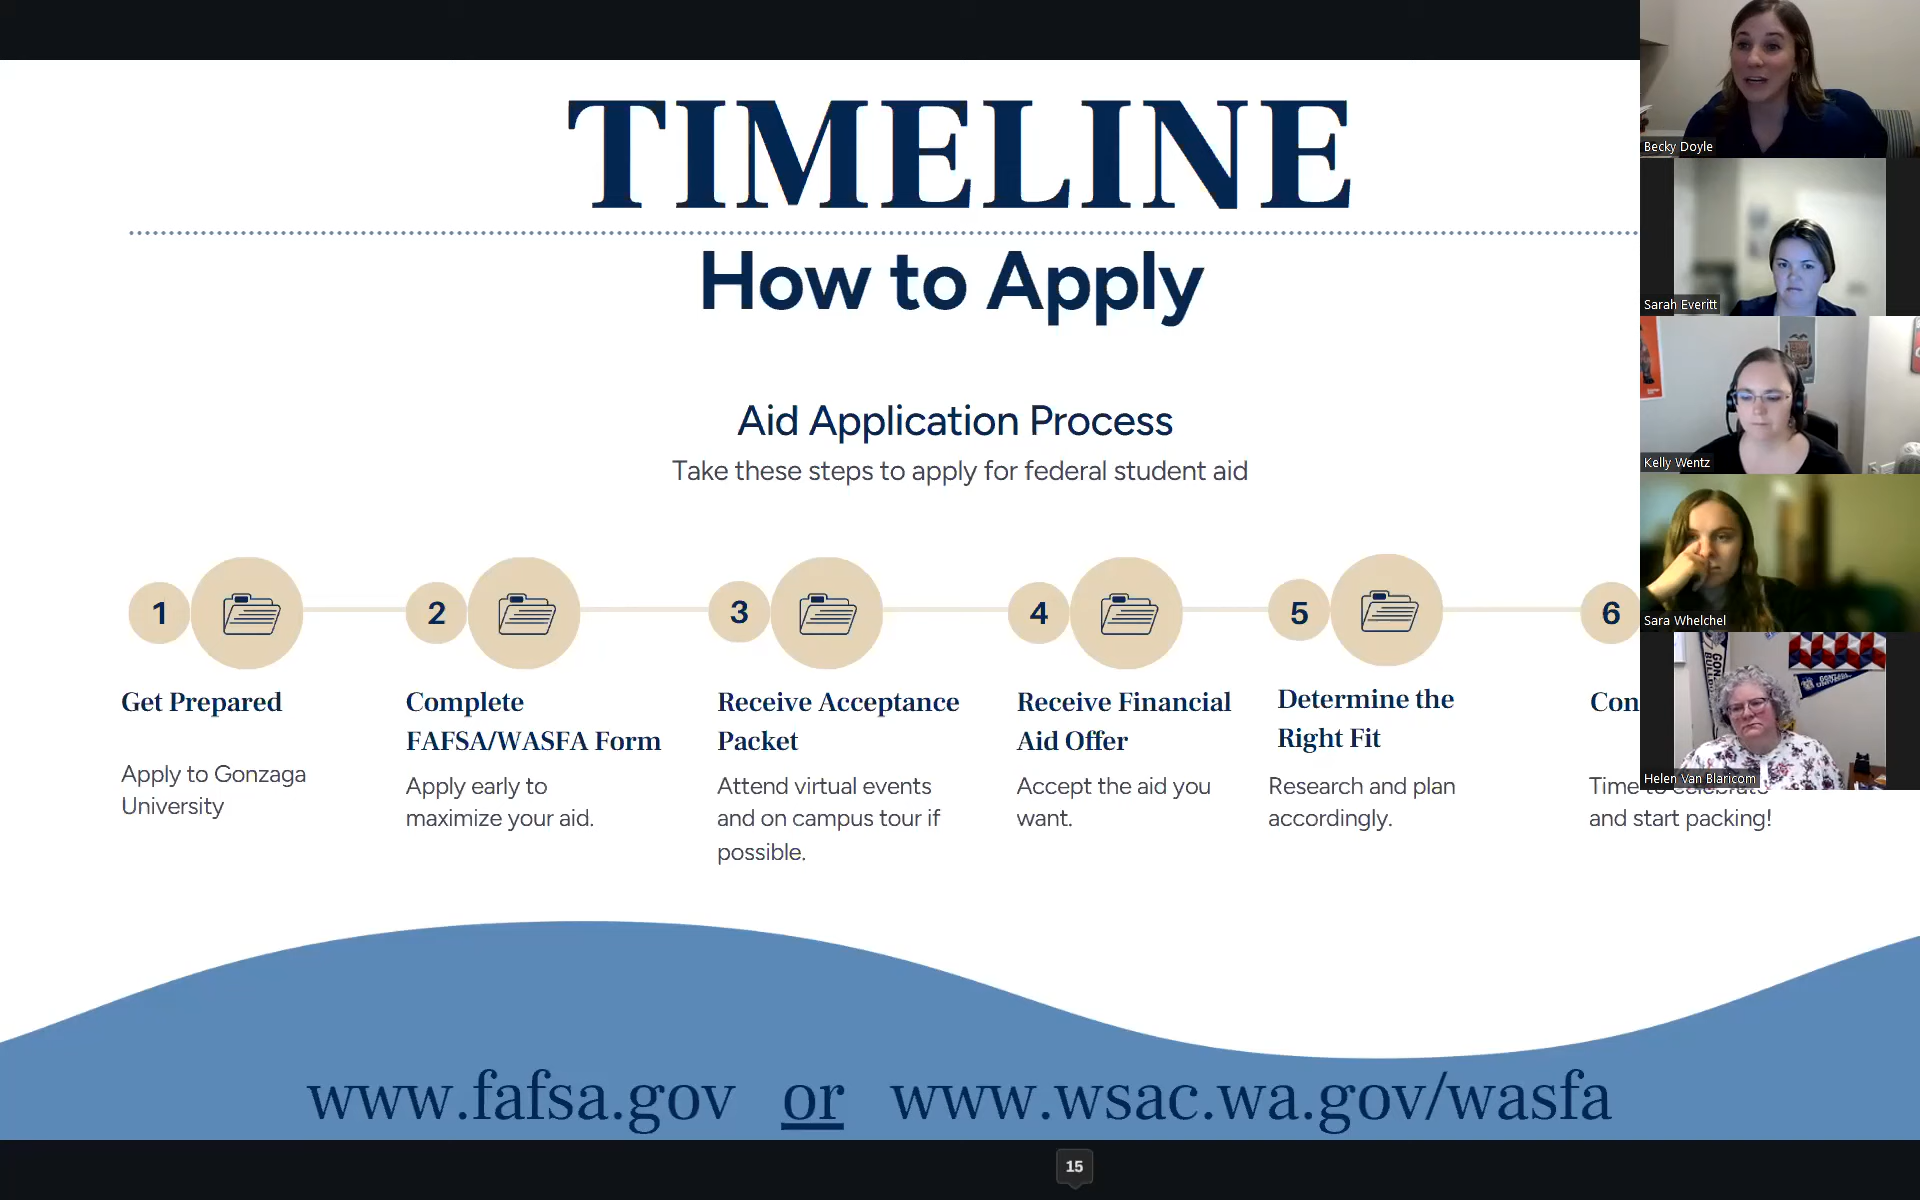 TIMELINE
How to Apply
Aid Application Process
Take these steps to apply for federal student aid
1
Get Prepared
Apply to Gonzaga
University
2
Complete
FAFSA/WASFA Form
Apply early to
maximize your aid.
3
Receive Acceptance
Packet
Attend virtual events
and on campus tour if
possible.
4
Receive Financial
Aid Offer
Accept the aid you
want.
5
Determine the
Right Fit
Research and plan
accordingly.
6
Con
Time to celebrate
and start packing!
www.fafsa.gov or www.wsac.wa.gov/wasfa
15
Becky Doyle
Sarah Everitt
Kelly Wentz
Sara Whelchel
Helen Van Blaricom